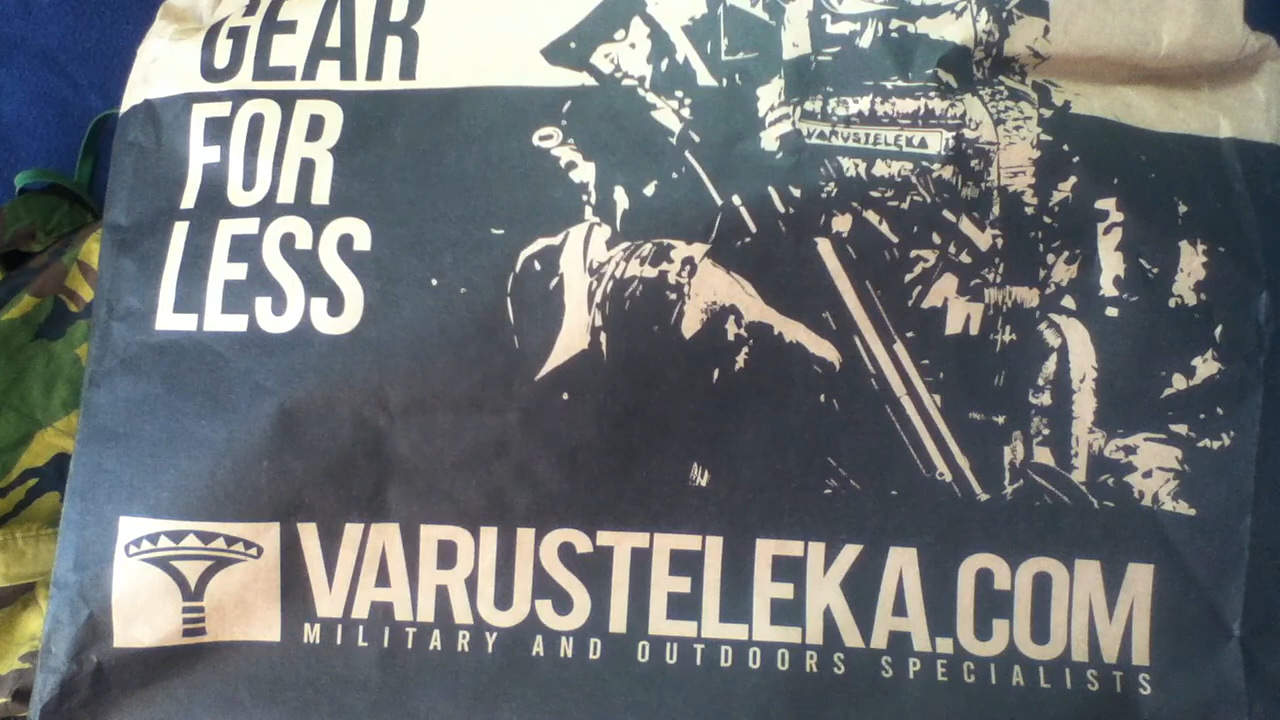 GEAR
FOR
LESS
VARUSTELEKA
VARUSTELEKA.COM
MILITARY AND OUTDOORS SPECIALISTS